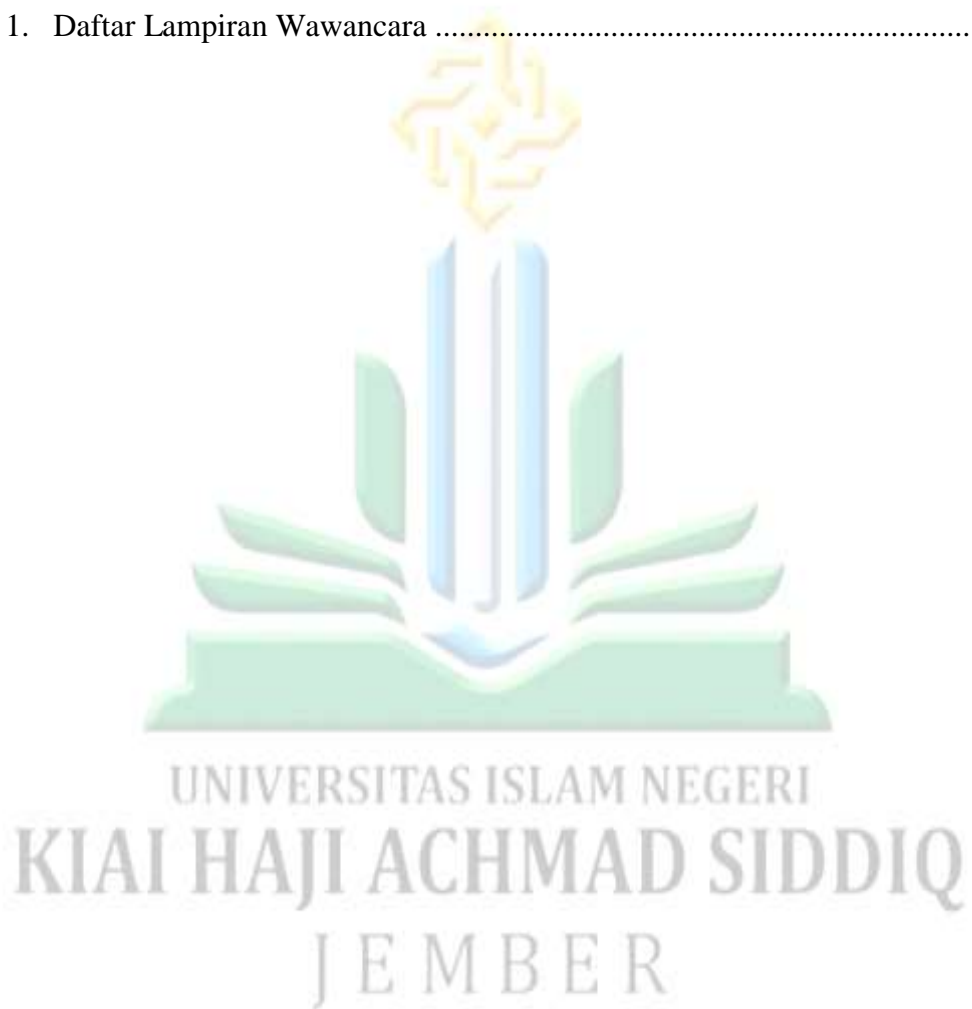 1. Daftar Lampiran Wawancara ....................................................................
UNIVERSITAS ISLAM NEGERI
KIAI HAJI ACHMAD SIDDIQ
JEMBER